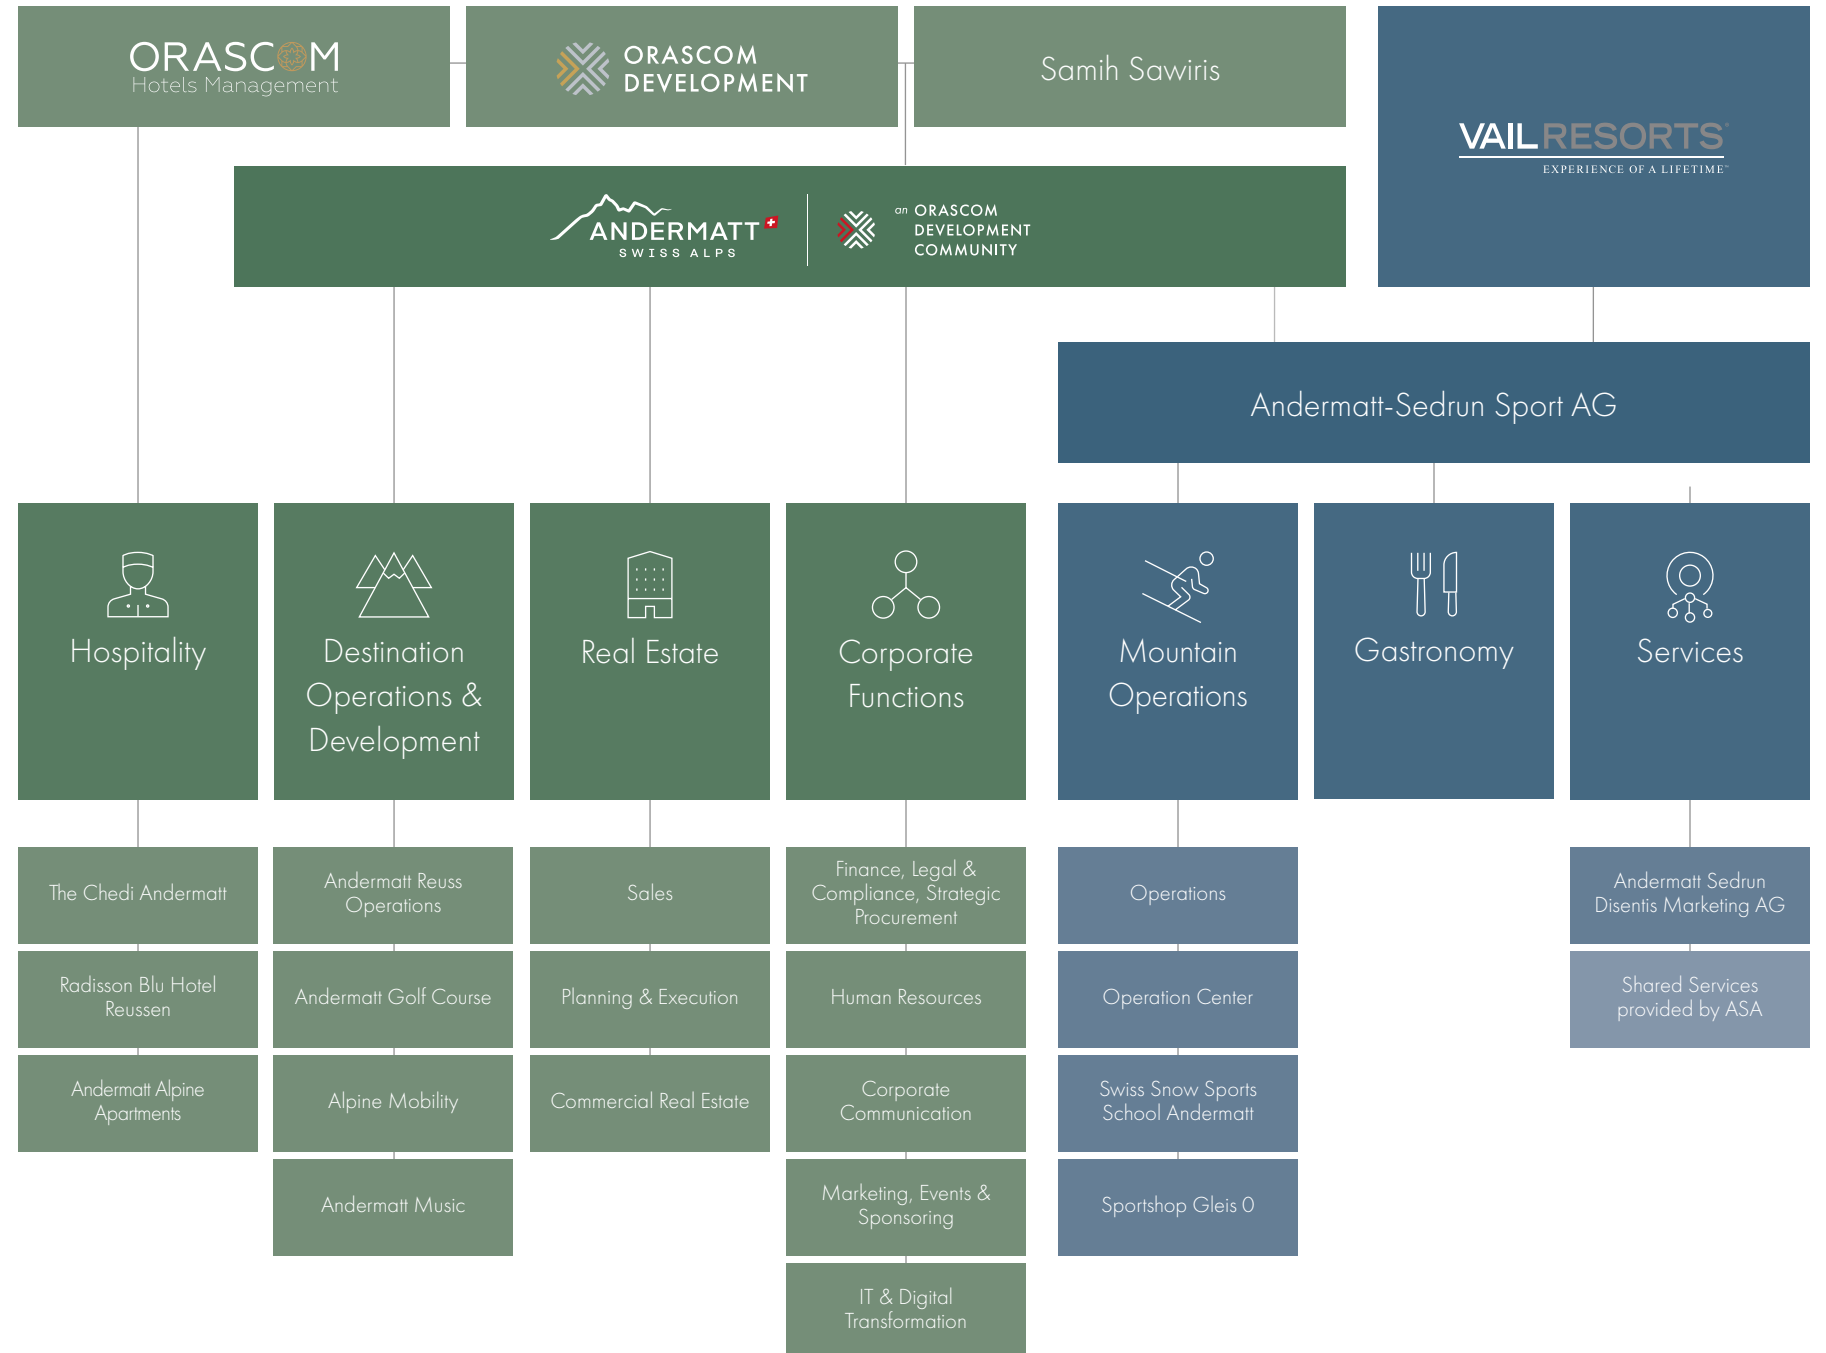 ORASCOM
Hotels Management
ORASCOM
DEVELOPMENT
Samih Sawiris
VAIL RESORTS®
EXPERIENCE OF A LIFETIME™
ANDERMATT
SWISS ALPS
an ORASCOM
DEVELOPMENT
COMMUNITY
Andermatt-Sedrun Sport AG
Hospitality
Destination
Operations &
Development
Real Estate
Corporate
Functions
Mountain
Operations
Gastronomy
Services
The Chedi Andermatt
Radisson Blu Hotel
Reussen
Andermatt Alpine
Apartments
Andermatt Reuss
Operations
Andermatt Golf Course
Alpine Mobility
Andermatt Music
Sales
Planning & Execution
Commercial Real Estate
Finance, Legal &
Compliance, Strategic
Procurement
Human Resources
Corporate
Communication
Marketing, Events &
Sponsoring
IT & Digital
Transformation
Operations
Operation Center
Swiss Snow Sports
School Andermatt
Sportshop Gleis 0
Andermatt Sedrun
Disentis Marketing AG
Shared Services
provided by ASA